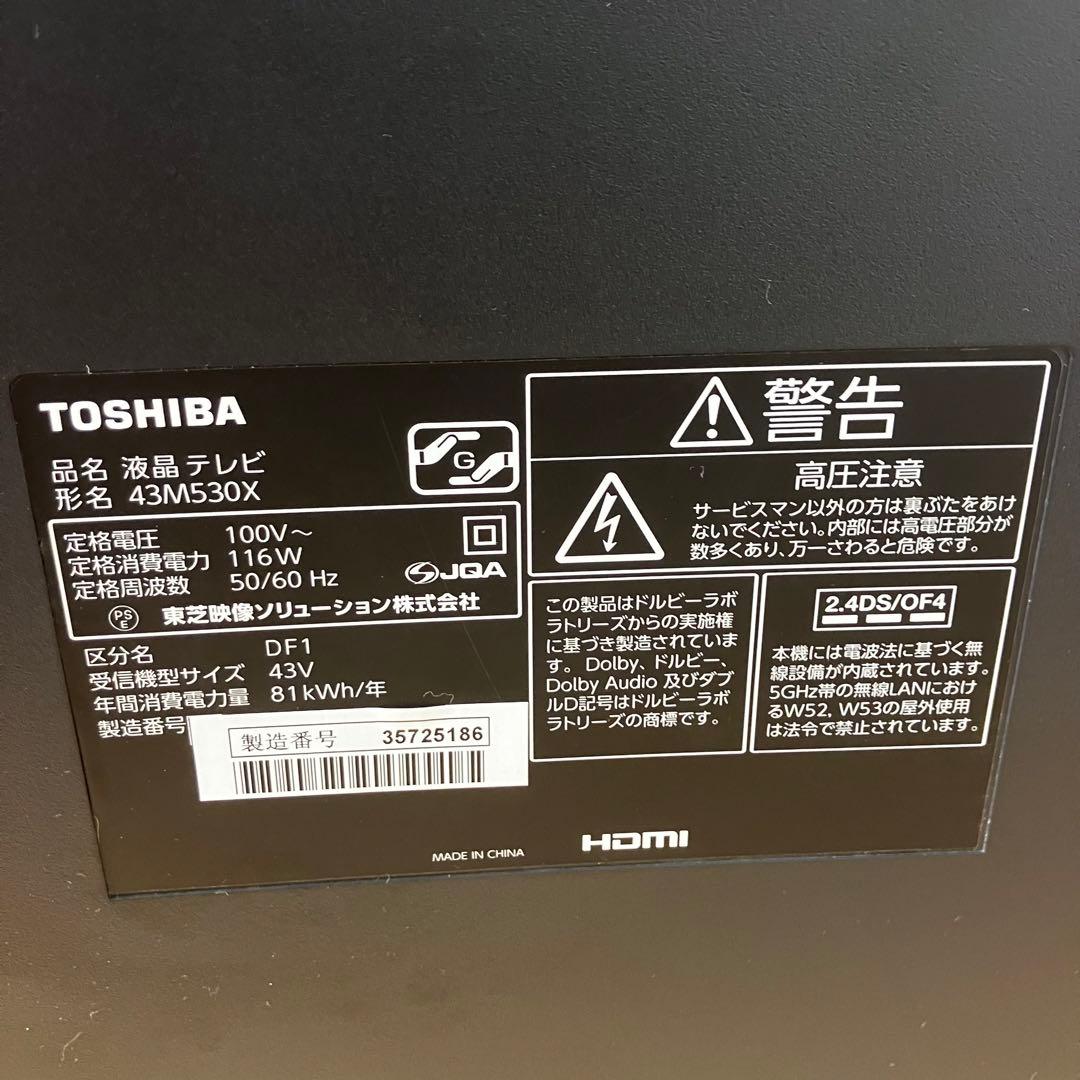 TOSHIBA
品名 液晶テレビ
形名 43M530X
G
定格電圧 100V～
定格消費電力 116W
定格周波数 50/60 Hz
JQA
PS
E
東芝映像ソリューション株式会社
区分名 DF1
受信機型サイズ 43V
年間消費電力量 81kWh/年
製造番号
製造番号 35725186
MADE IN CHINA
警告
高圧注意
サービスマン以外の方は裏ぶたをあけ
ないでください。内部には高電圧部分が
数多くあり、万一さわると危険です。
この製品はドルビーラボ
ラトリーズからの実施権
に基づき製造されていま
す。Dolby、ドルビー、
Dolby Audio 及びダブ
ルD記号はドルビーラボ
ラトリーズの商標です。
2.4DS/OF4
本機には電波法に基づく無
線設備が内蔵されています。
5GHz帯の無線LANにおけ
るW52, W53の屋外使用
は法令で禁止されています。
HDMI